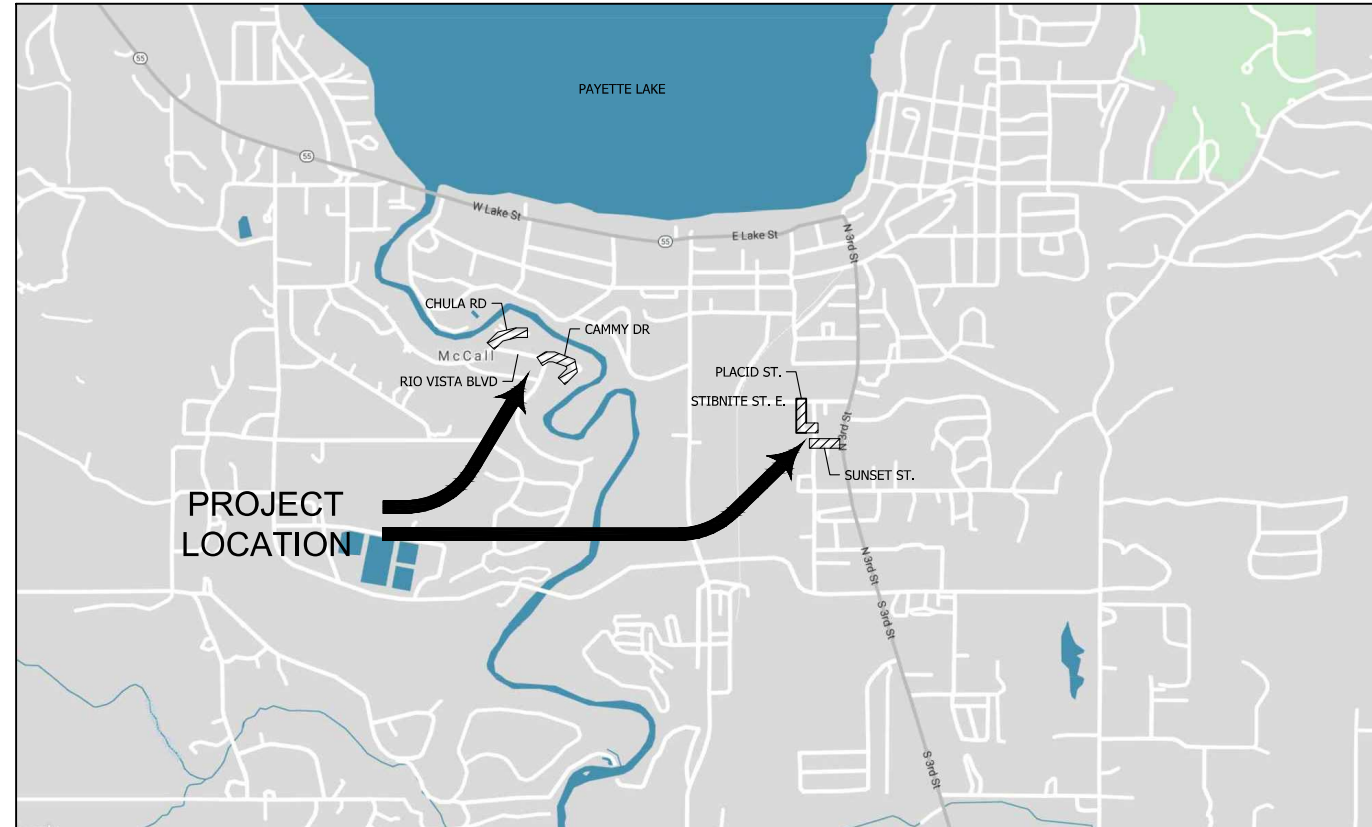 55
PAYETTE LAKE
55
W Lake St
N 3rd St
E Lake St
55
CHULA RD
CAMMY DR
McCall
RIO VISTA BLVD
PLACID ST.
STIBNITE ST. E.
N 3rd St
SUNSET ST.
PROJECT
LOCATION
N 3rd St
S 3rd St
S 3rd St